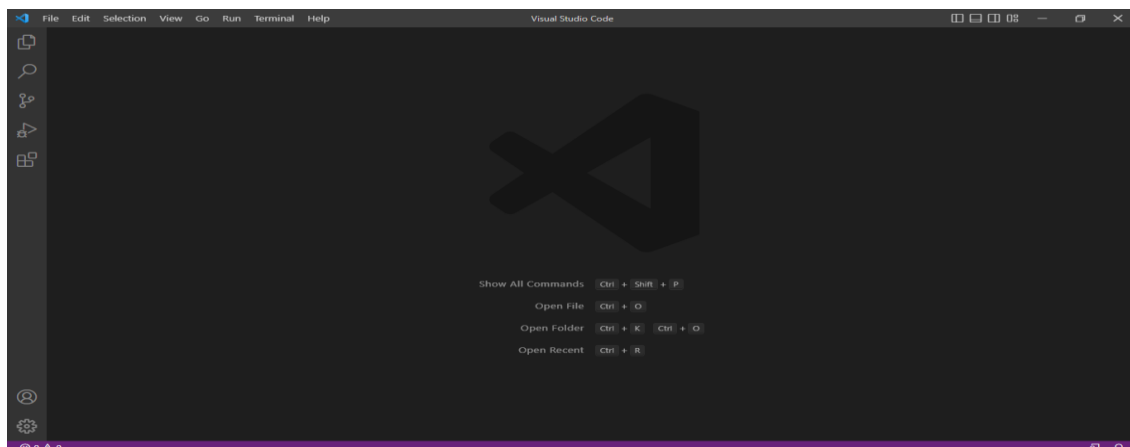 File Edit Selection View Go Run Terminal Help Visual Studio Code
Show All Commands Ctrl + Shift + P
Open File Ctrl + O
Open Folder Ctrl + K Ctrl + O
Open Recent Ctrl + R